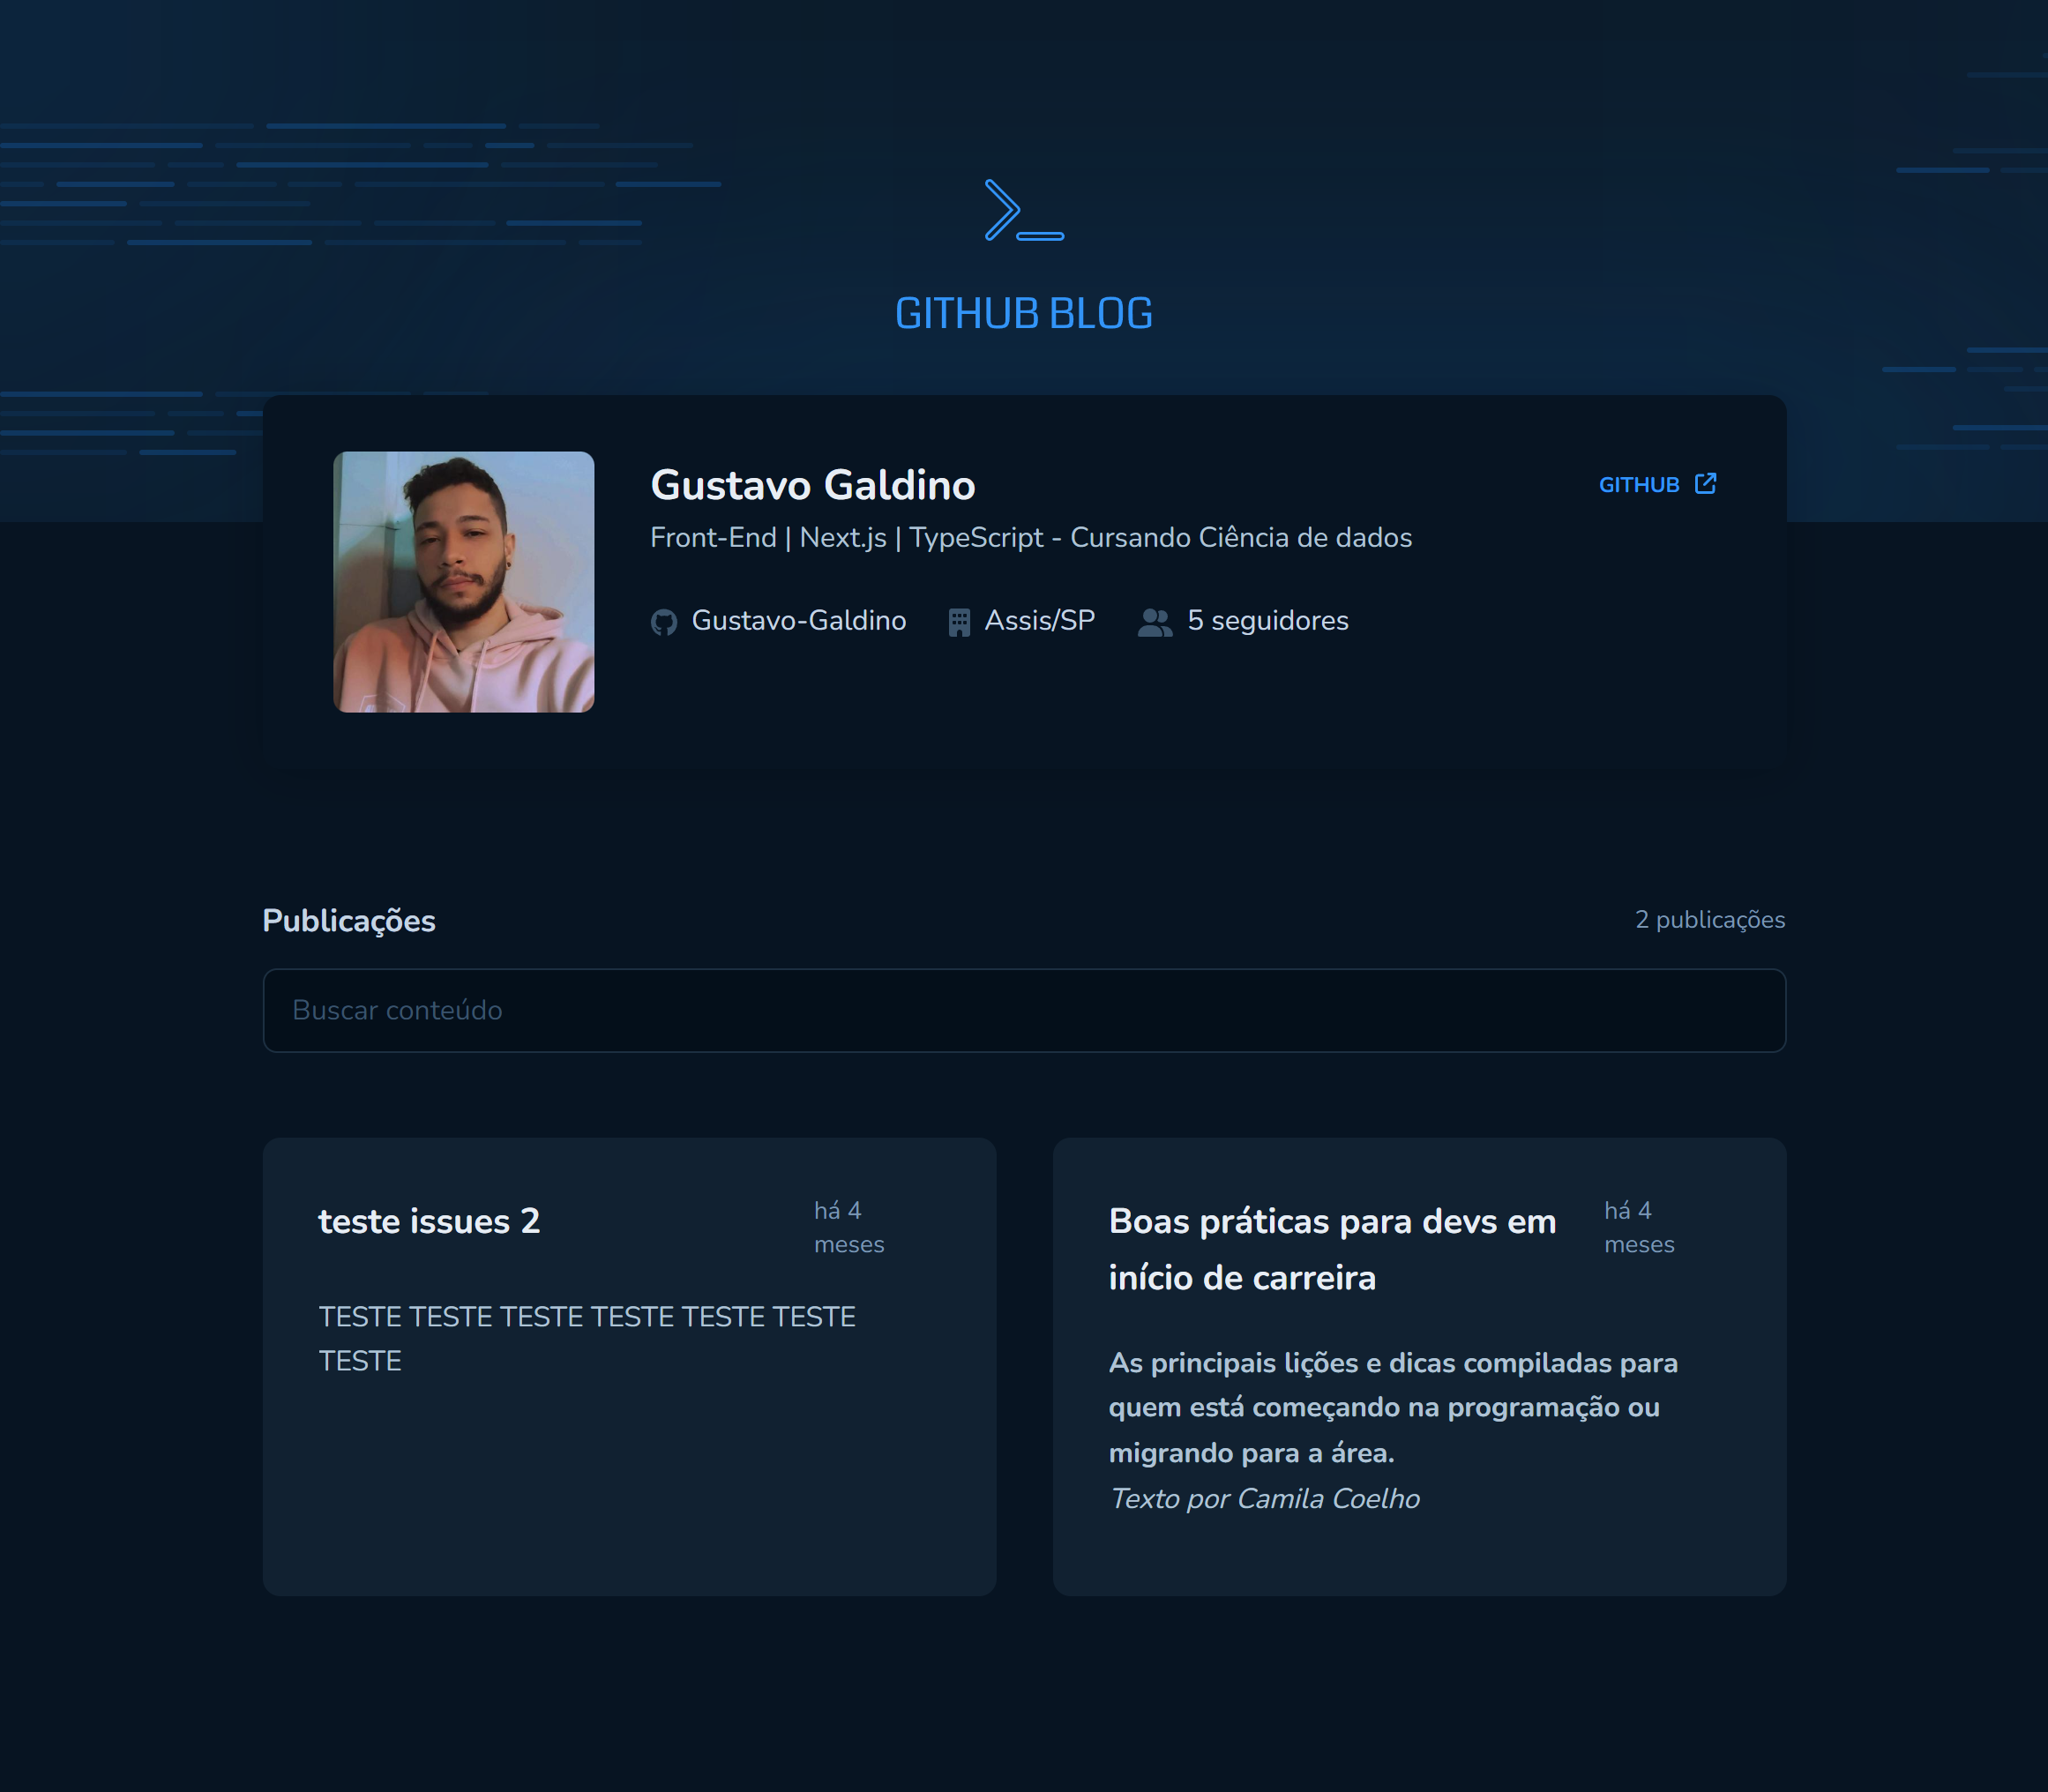 GITHUB BLOG
Gustavo Galdino
GITHUB
Front-End | Next.js | TypeScript - Cursando Ciência de dados
Gustavo-Galdino
Assis/SP
5 seguidores
Publicações
2 publicações
Buscar conteúdo
teste issues 2
há 4
meses
TESTE TESTE TESTE TESTE TESTE TESTE
TESTE
Boas práticas para devs em
início de carreira
há 4
meses
As principais lições e dicas compiladas para
quem está começando na programação ou
migrando para a área.
Texto por Camila Coelho